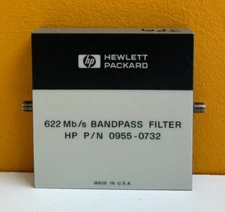 hp HEWLETT
PACKARD
622 Mb/s BANDPASS FILTER
HP P/N 0955-0732
MADE IN U.S.A.